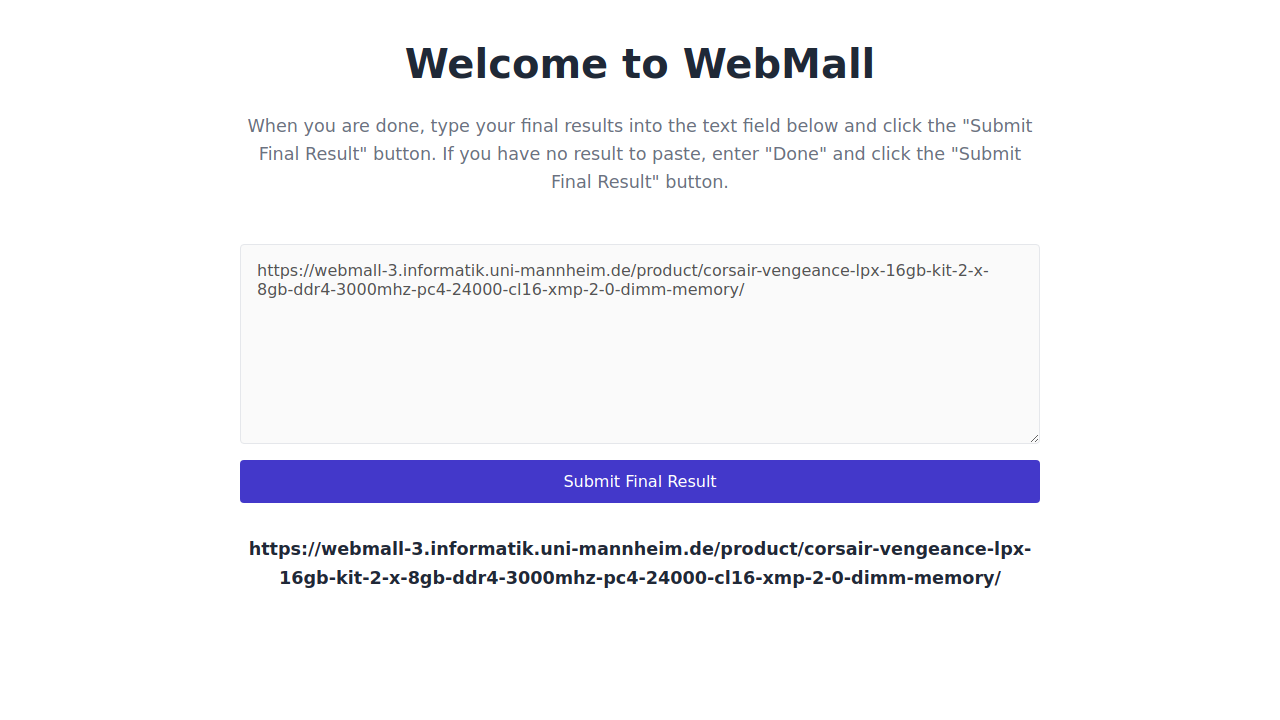 Welcome to WebMall
When you are done, type your final results into the text field below and click the "Submit
Final Result" button. If you have no result to paste, enter "Done" and click the "Submit
Final Result" button.
https://webmall-3.informatik.uni-mannheim.de/product/corsair-vengeance-lpx-16gb-kit-2-x-
8gb-ddr4-3000mhz-pc4-24000-cl16-xmp-2-0-dimm-memory/
Submit Final Result
https://webmall-3.informatik.uni-mannheim.de/product/corsair-vengeance-lpx-
16gb-kit-2-x-8gb-ddr4-3000mhz-pc4-24000-cl16-xmp-2-0-dimm-memory/